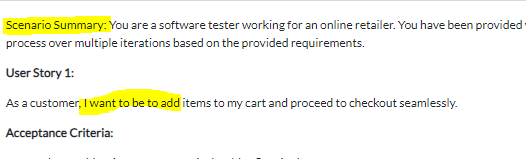 Scenario Summary: You are a software tester working for an online retailer. You have been provided
process over multiple iterations based on the provided requirements.
User Story 1:
As a customer, I want to be to add items to my cart and proceed to checkout seamlessly.
Acceptance Criteria: